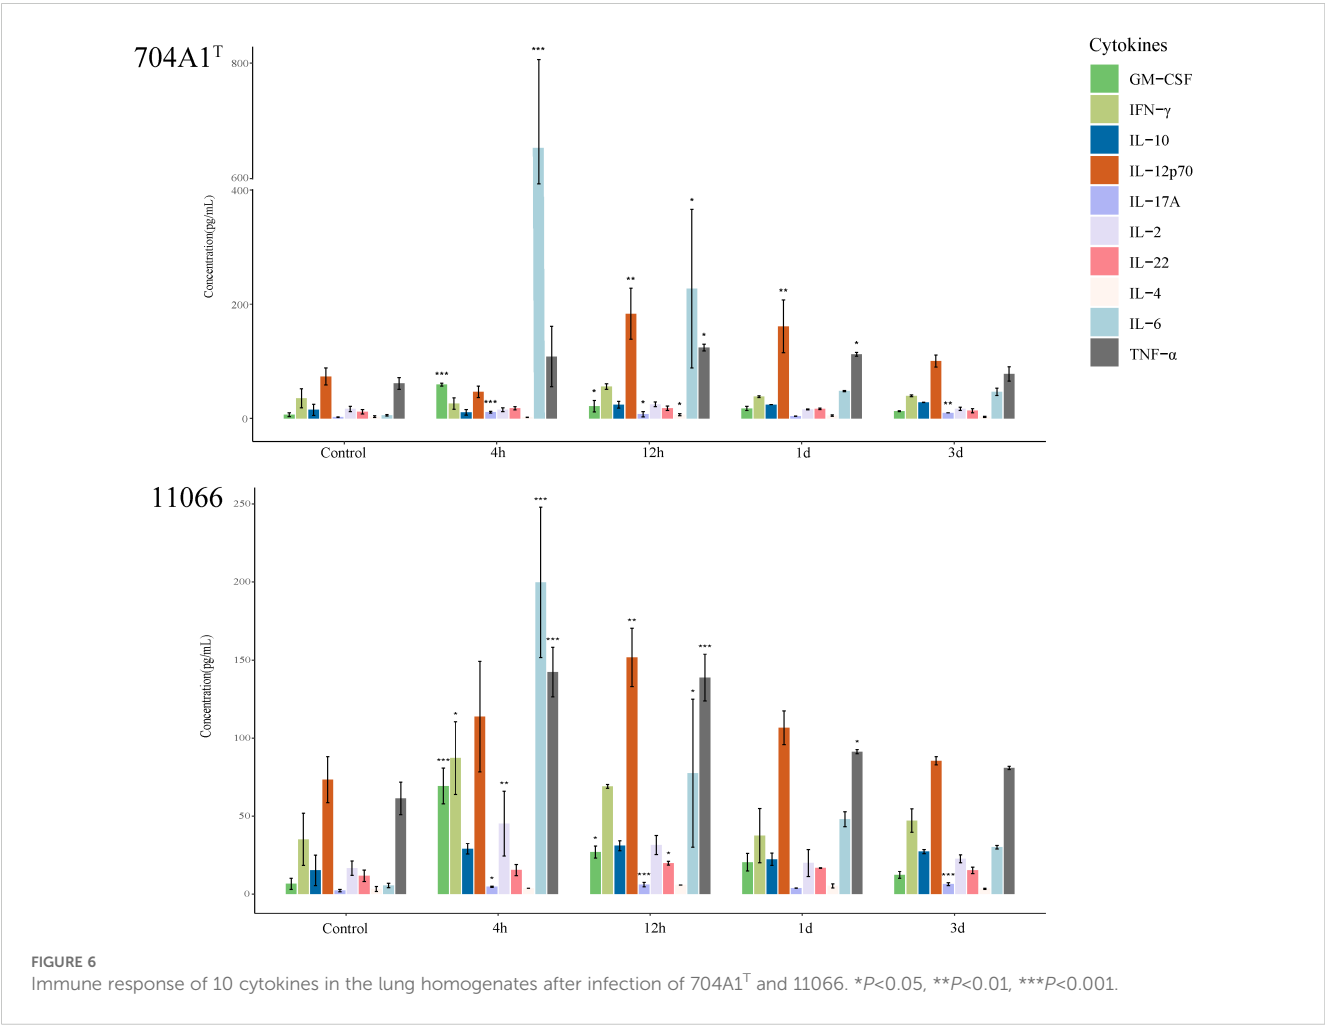 704A1ᵀ
Cytokines
GM−CSF
IFN−γ
IL−10
IL−12p70
IL−17A
IL−2
IL−22
IL−4
IL−6
TNF−α
Concentration(pg/mL)
800
600
400
200
0
***
***
***
*
**
*
*
*
*
**
*
**
Control
4h
12h
1d
3d
11066
Concentration(pg/mL)
250
200
150
100
50
0
***
*
*
**
***
***
*
**
***
*
*
***
*
***
Control
4h
12h
1d
3d
FIGURE 6
Immune response of 10 cytokines in the lung homogenates after infection of 704A1ᵀ and 11066. *P<0.05, **P<0.01, ***P<0.001.